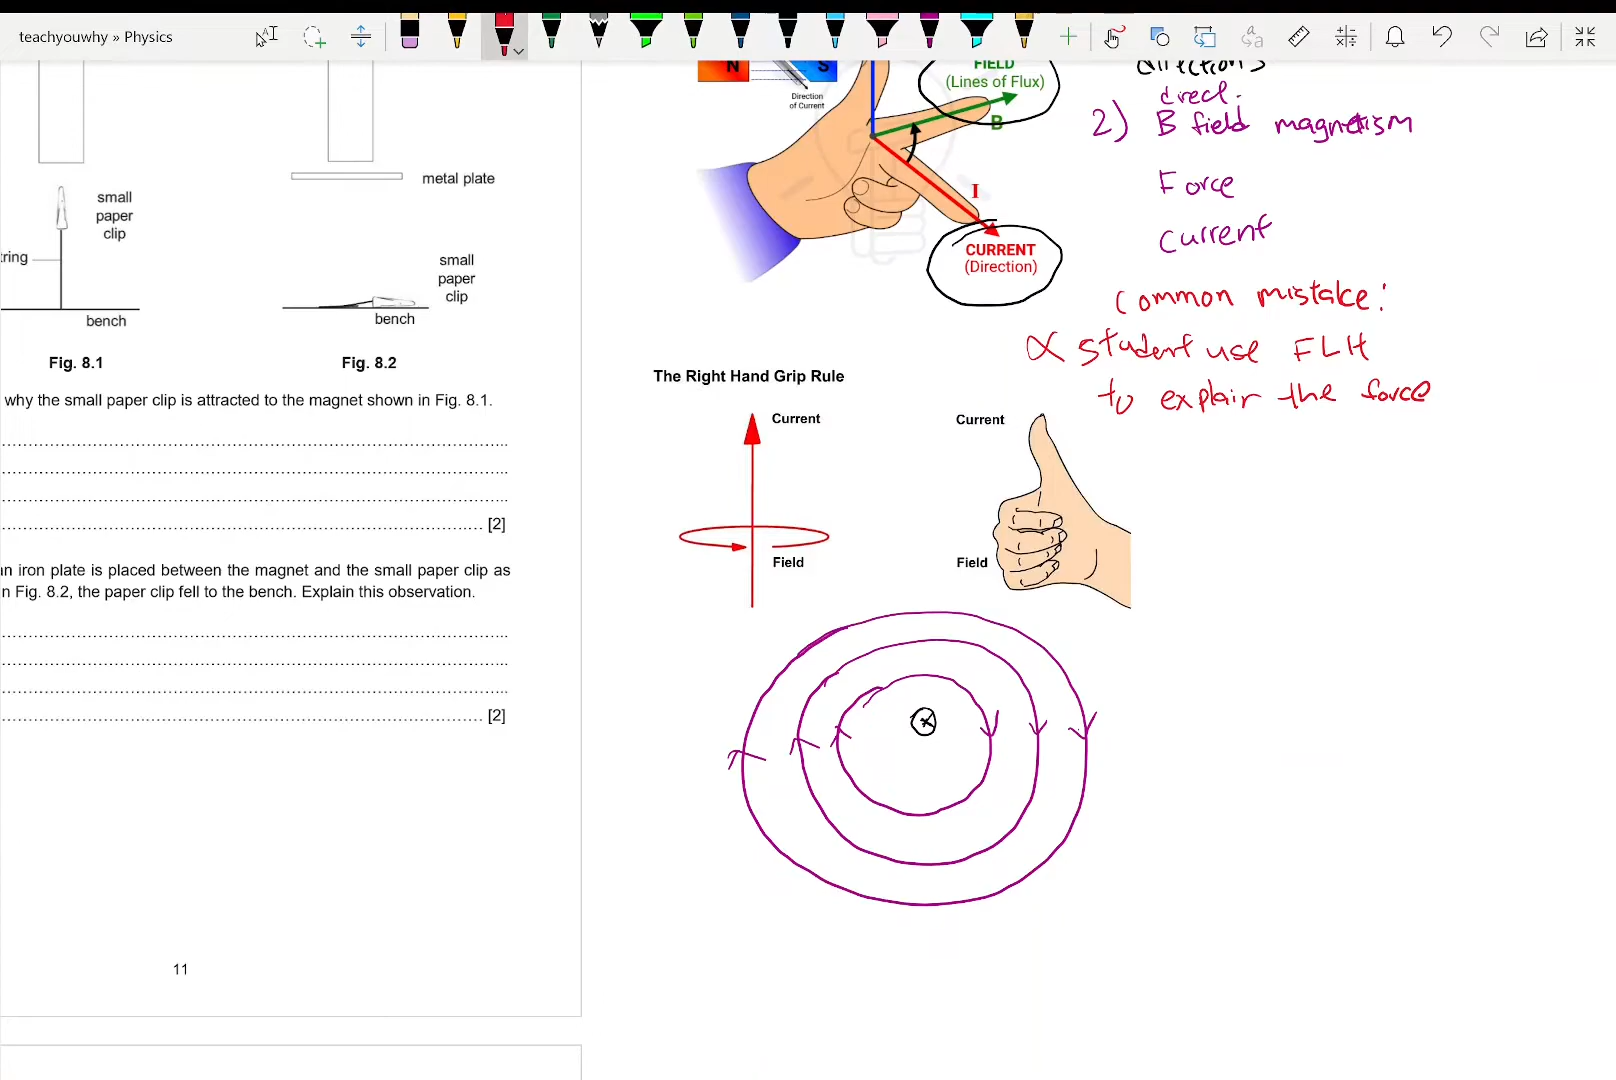 teachyouwhy » Physics
small
paper
clip
tring
bench
Fig. 8.1
metal plate
small
paper
clip
bench
Fig. 8.2
why the small paper clip is attracted to the magnet shown in Fig. 8.1.
[2]
n iron plate is placed between the magnet and the small paper clip as
n Fig. 8.2, the paper clip fell to the bench. Explain this observation.
[2]
11
N
S
Direction
of Current
FIELD
(Lines of Flux)
B
I
CURRENT
(Direction)
directions
direct.
2) B field magnetism
Force
Current
Common mistake:
student use FLH
to explain the force
The Right Hand Grip Rule
Current
Field
Current
Field